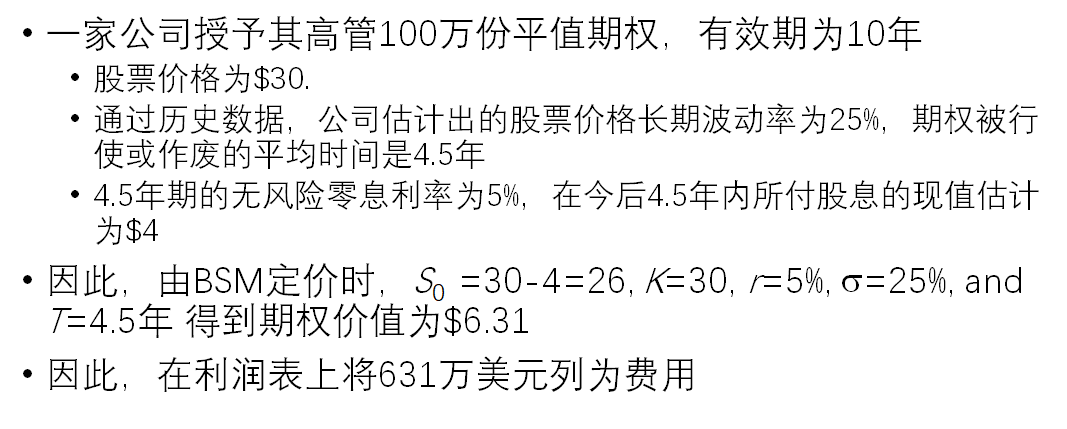 • 一家公司授予其高管100万份平值期权，有效期为10年
• 股票价格为$30.
• 通过历史数据，公司估计出的股票价格长期波动率为25%，期权被行
使或作废的平均时间是4.5年
• 4.5年期的无风险零息利率为5%，在今后4.5年内所付股息的现值估计
为$4
• 因此，由BSM定价时，S₀ =30-4=26, K=30, r=5%, σ=25%, and
T=4.5年 得到期权价值为$6.31
• 因此，在利润表上将631万美元列为费用